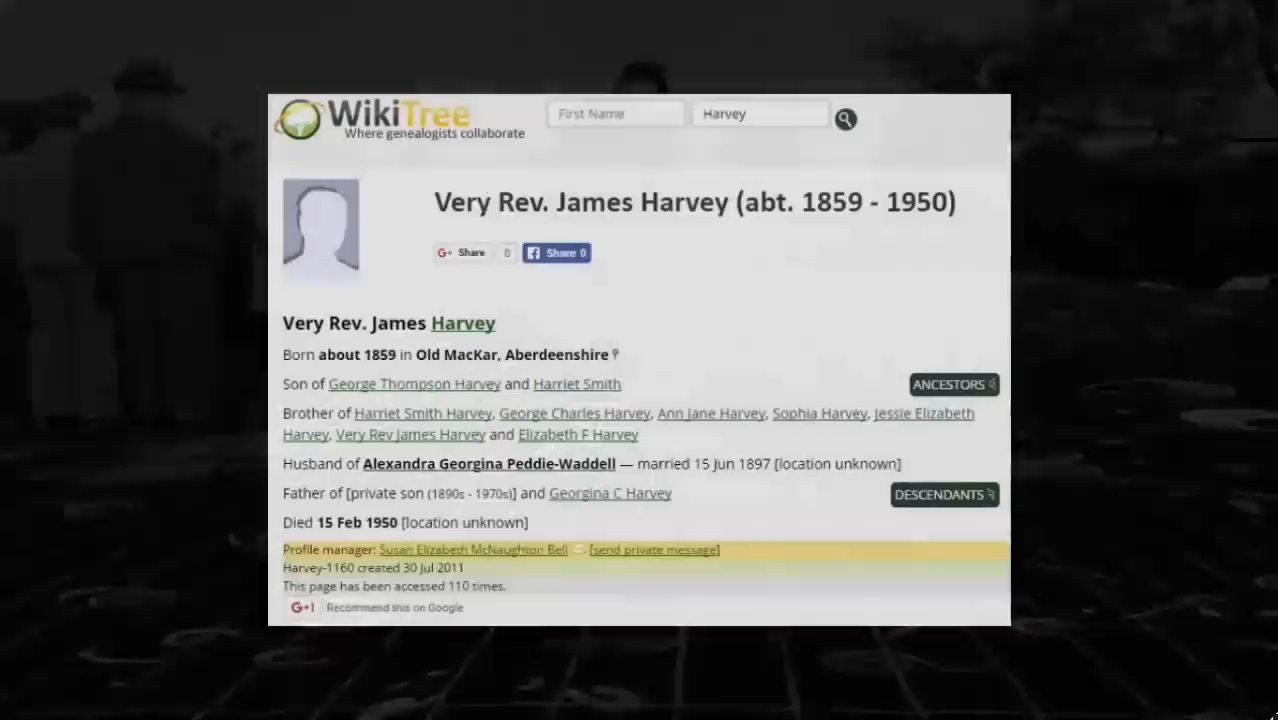 WikiTree
Where genealogists collaborate
First Name
Harvey
Very Rev. James Harvey (abt. 1859 - 1950)
G+ Share 0
f Share 0
Very Rev. James Harvey
Born about 1859 in Old MacKar, Aberdeenshire
Son of George Thompson Harvey and Harriet Smith
ANCESTORS
Brother of Harriet Smith Harvey, George Charles Harvey, Ann Jane Harvey, Sophia Harvey, Jessie Elizabeth
Harvey, Very Rev James Harvey and Elizabeth F Harvey
Husband of Alexandra Georgina Peddie-Waddell — married 15 Jun 1897 [location unknown]
Father of [private son (1890s - 1970s)] and Georgina C Harvey
DESCENDANTS
Died 15 Feb 1950 [location unknown]
Profile manager: Susan Elizabeth McNaughton Bell [send private message]
Harvey-1160 created 30 Jul 2011
This page has been accessed 110 times.
G+1 Recommend this on Google